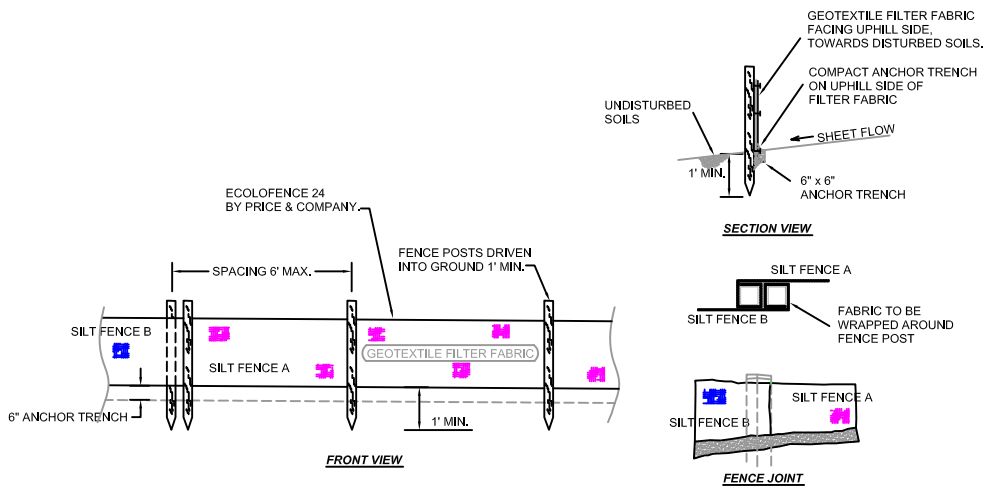 GEOTEXTILE FILTER FABRIC
FACING UPHILL SIDE,
TOWARDS DISTURBED SOILS.
COMPACT ANCHOR TRENCH
ON UPHILL SIDE OF
FILTER FABRIC
UNDISTURBED
SOILS
SHEET FLOW
1' MIN.
6" x 6"
ANCHOR TRENCH
SECTION VIEW
ECOLOFENCE 24
BY PRICE & COMPANY.
SPACING 6' MAX.
FENCE POSTS DRIVEN
INTO GROUND 1' MIN.
SILT FENCE B
GEOTEXTILE FILTER FABRIC
SILT FENCE A
6" ANCHOR TRENCH
1' MIN.
FRONT VIEW
SILT FENCE A
SILT FENCE B
FABRIC TO BE
WRAPPED AROUND
FENCE POST
SILT FENCE A
SILT FENCE B
FENCE JOINT